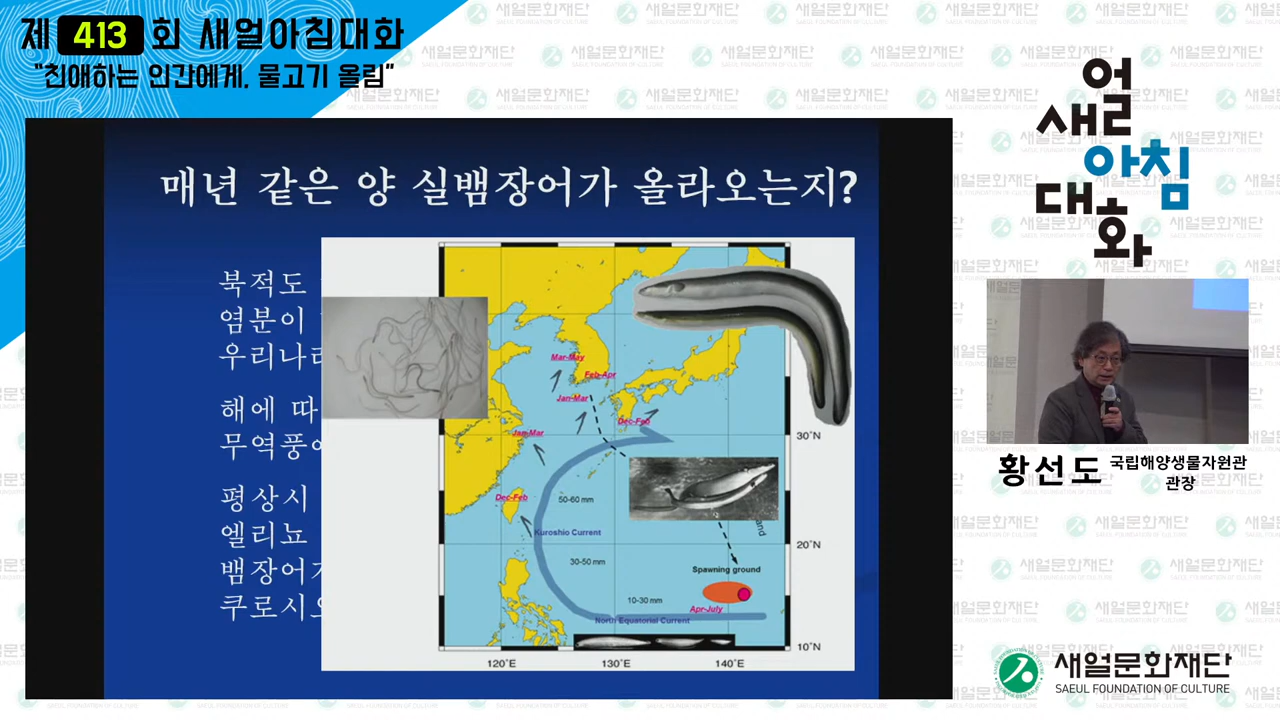 제 413 회 새얼아침대화
"친애하는 인간에게, 물고기 올림"
매년 같은 양 실뱀장어가 올라오는지?
북적도
염분이
우리나라
해에 따
무역풍이
평상시
엘리뇨
뱀장어가
쿠로시오
Mar-May
Feb-Apr
Jan-Mar
Dec-Feb
Jan-Mar
30°N
50-60 mm
Dec-Feb
Kuroshio Current
20°N
30-50 mm
Spawning ground
10-30 mm
Apr-July
North Equatorial Current
10°N
120°E
130°E
140°E
얼
새
아침
대
화
황선도
국립해양생물자원관
관장
새얼문화재단
SAEUL FOUNDATION OF CULTURE